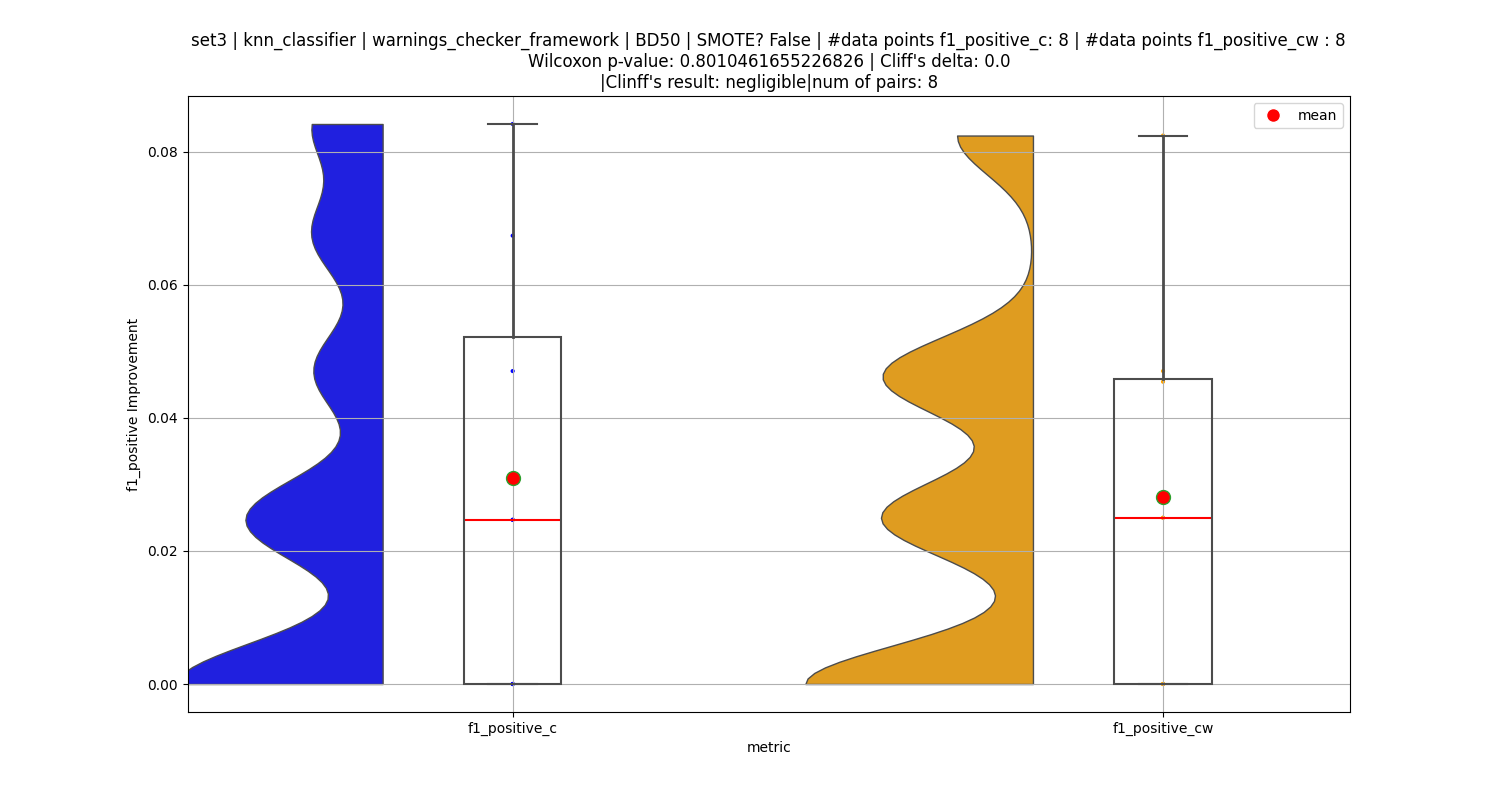 set3 | knn_classifier | warnings_checker_framework | BD50 | SMOTE? False | #data points f1_positive_c: 8 | #data points f1_positive_cw : 8
Wilcoxon p-value: 0.8010461655226826 | Cliff's delta: 0.0
|Clinff's result: negligible|num of pairs: 8
mean
0.08
0.06
0.04
0.02
0.00
f1_positive Improvement
f1_positive_c
f1_positive_cw
metric